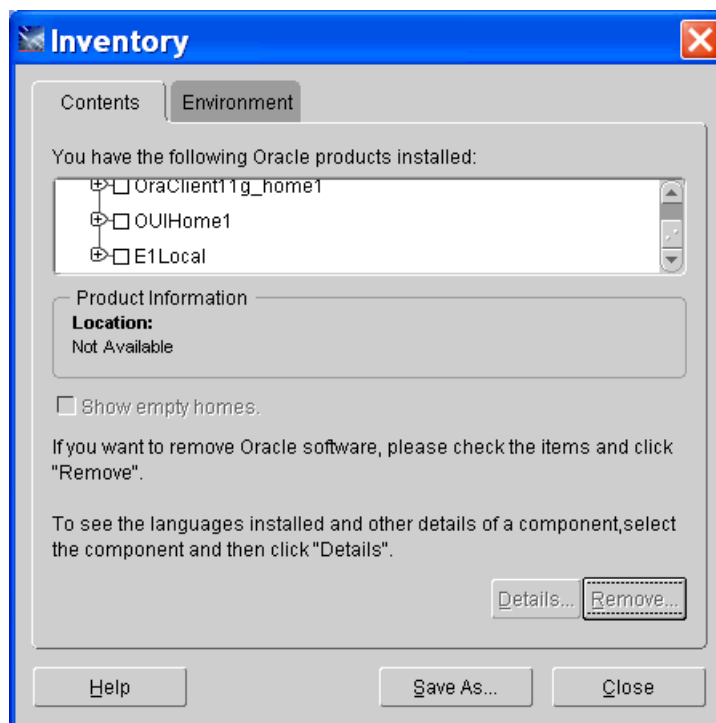 Inventory
Contents
Environment
You have the following Oracle products installed:
OraClient11g_home1
OUIHome1
E1Local
Product Information
Location:
Not Available
Show empty homes.
If you want to remove Oracle software, please check the items and click
"Remove".
To see the languages installed and other details of a component,select
the component and then click "Details".
Details...
Remove...
Help
Save As...
Close